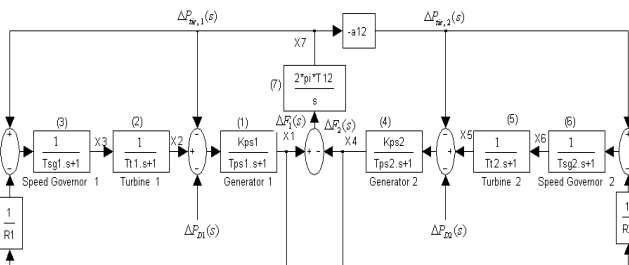 ΔP_tie,1(s)
ΔP_tie,2(s)
X7
-a12
(7)
2*pi*T12
s
ΔF1(s)
ΔF2(s)
(3)
1
Tsg1.s+1
Speed Governor 1
X3
(2)
1
Tt1.s+1
Turbine 1
X2
(1)
Kps1
Tps1.s+1
Generator 1
X1
X4
(4)
Kps2
Tps2.s+1
Generator 2
X5
(5)
1
Tt2.s+1
Turbine 2
X6
(6)
1
Tsg2.s+1
Speed Governor 2
ΔP_D1(s)
ΔP_D2(s)
1
R1